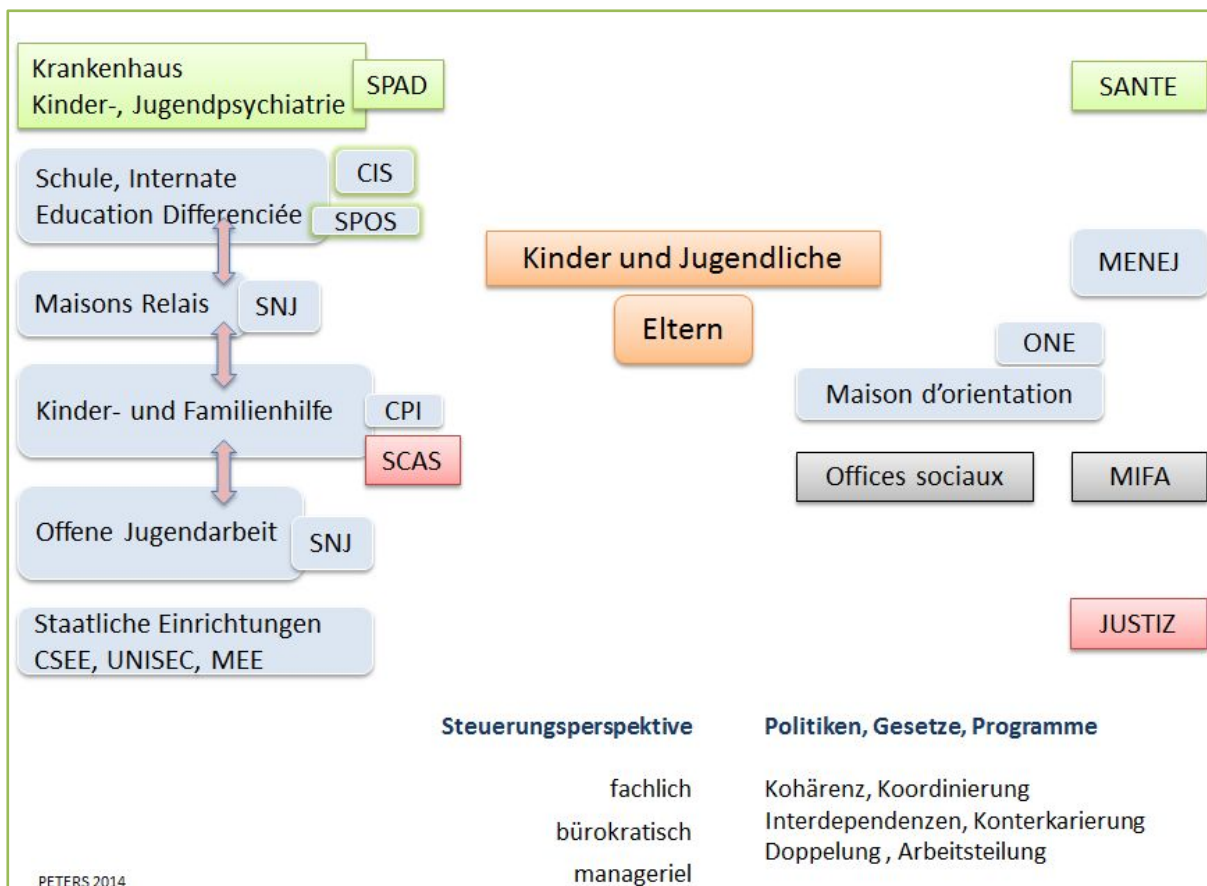 Krankenhaus
Kinder-, Jugendpsychiatrie
SPAD
SANTE
Schule, Internate
Education Differenciée
CIS
SPOS
Kinder und Jugendliche
Eltern
MENEJ
Maisons Relais
SNJ
ONE
Maison d'orientation
Kinder- und Familienhilfe
CPI
SCAS
Offices sociaux
MIFA
Offene Jugendarbeit
SNJ
Staatliche Einrichtungen
CSEE, UNISEC, MEE
JUSTIZ
Steuerungsperspektive
fachlich
bürokratisch
manageriel
Politiken, Gesetze, Programme
Kohärenz, Koordinierung
Interdependenzen, Konterkarierung
Doppelung , Arbeitsteilung
PETERS 2014